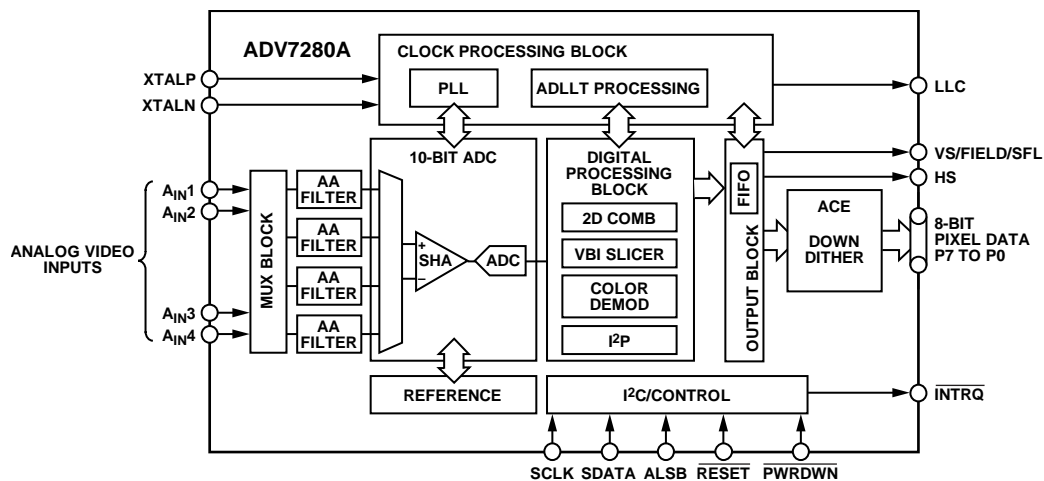 ADV7280A
CLOCK PROCESSING BLOCK
XTALP
XTALN
PLL
ADLLT PROCESSING
LLC
10-BIT ADC
DIGITAL
PROCESSING
BLOCK
VS/FIELD/SFL
HS
FIFO
OUTPUT BLOCK
ANALOG VIDEO
INPUTS
AIN1
AIN2
AIN3
AIN4
MUX BLOCK
AA
FILTER
AA
FILTER
AA
FILTER
AA
FILTER
+
SHA
–
ADC
2D COMB
VBI SLICER
COLOR
DEMOD
I2P
ACE
DOWN
DITHER
8-BIT
PIXEL DATA
P7 TO P0
REFERENCE
I2C/CONTROL
INTRQ
SCLK
SDATA
ALSB
RESET
PWRDWN